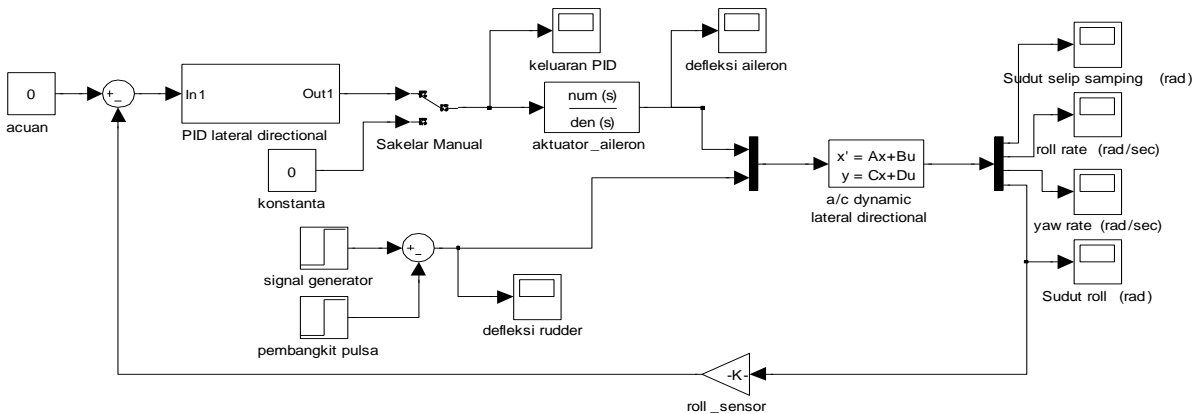 0
acuan
+
_
In1
Out1
PID lateral directional
Sakelar Manual
0
konstanta
keluaran PID
num (s)
den (s)
aktuator_aileron
defleksi aileron
signal generator
pembangkit pulsa
+
_
defleksi rudder
x' = Ax+Bu
y = Cx+Du
a/c dynamic
lateral directional
Sudut selip samping (rad)
roll rate (rad/sec)
yaw rate (rad/sec)
Sudut roll (rad)
-K-
roll _sensor